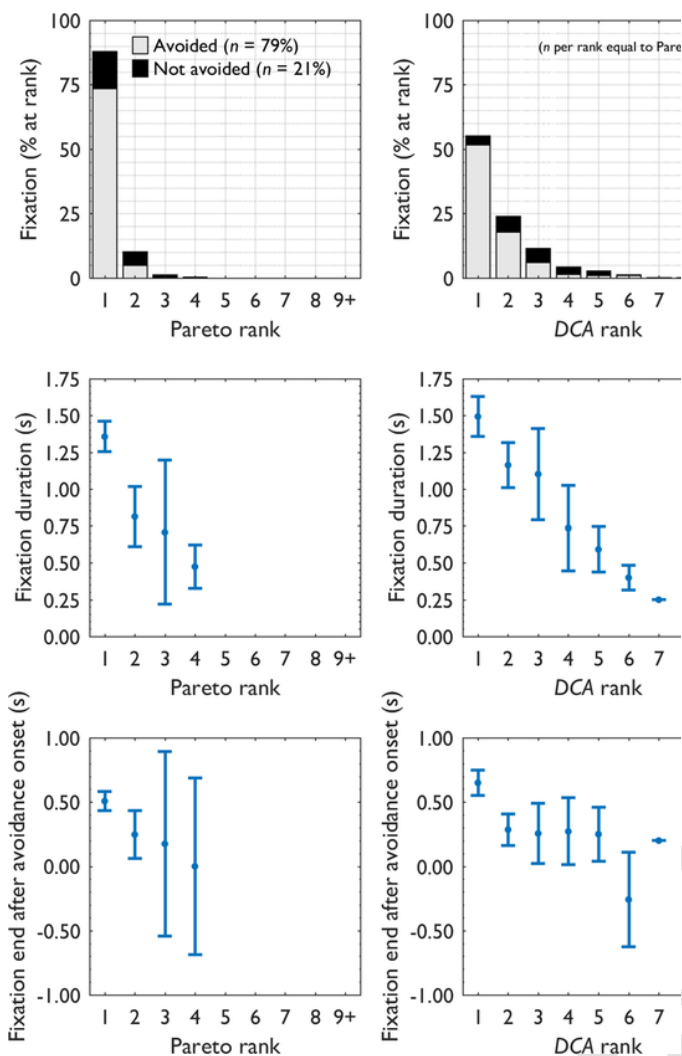 Fixation (% at rank)
100
75
50
25
0
Avoided (n = 79%)
Not avoided (n = 21%)
1 2 3 4 5 6 7 8 9+
Pareto rank
Fixation (% at rank)
100
75
50
25
0
(n per rank equal to Pare
1 2 3 4 5 6 7
DCA rank
Fixation duration (s)
1.75
1.50
1.25
1.00
0.75
0.50
0.25
0.00
1 2 3 4 5 6 7 8 9+
Pareto rank
Fixation duration (s)
1.75
1.50
1.25
1.00
0.75
0.50
0.25
0.00
1 2 3 4 5 6 7
DCA rank
Fixation end after avoidance onset (s)
1.00
0.50
0.00
-0.50
-1.00
1 2 3 4 5 6 7 8 9+
Pareto rank
Fixation end after avoidance onset (s)
1.00
0.50
0.00
-0.50
-1.00
1 2 3 4 5 6 7
DCA rank